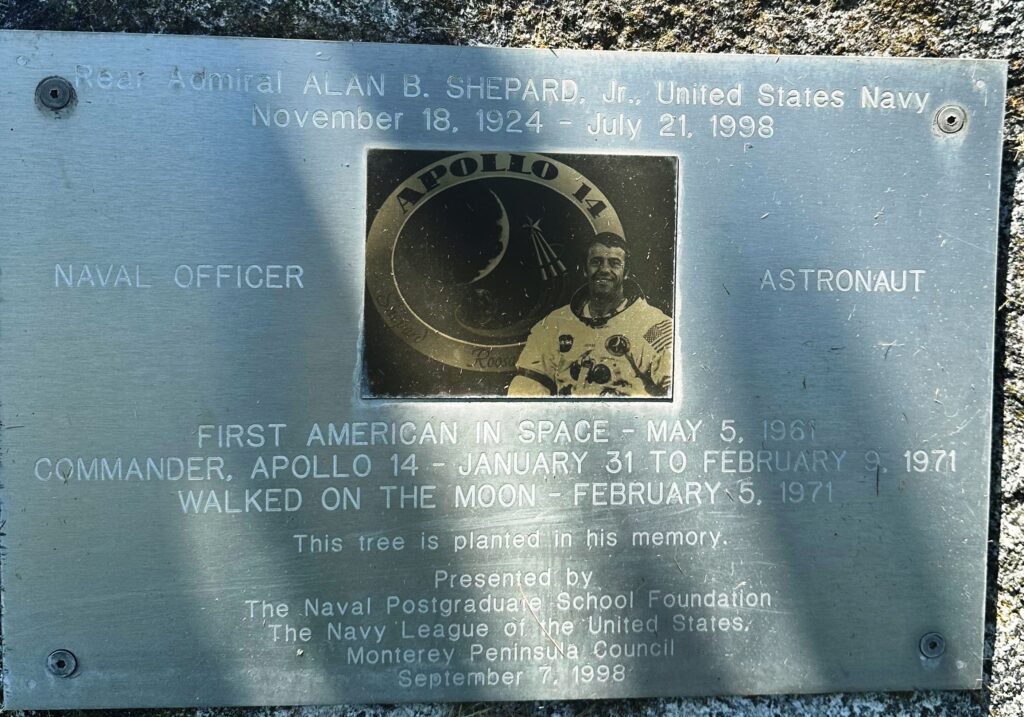 Rear Admiral ALAN B. SHEPARD, Jr., United States Navy
November 18, 1924 - July 21, 1998
APOLLO 14
Roosa
NAVAL OFFICER
ASTRONAUT
FIRST AMERICAN IN SPACE - MAY 5, 1961
COMMANDER, APOLLO 14 - JANUARY 31 TO FEBRUARY 9, 1971
WALKED ON THE MOON - FEBRUARY 5, 1971
This tree is planted in his memory.
Presented by
The Naval Postgraduate School Foundation
The Navy League of the United States,
Monterey Peninsula Council
September 7, 1998